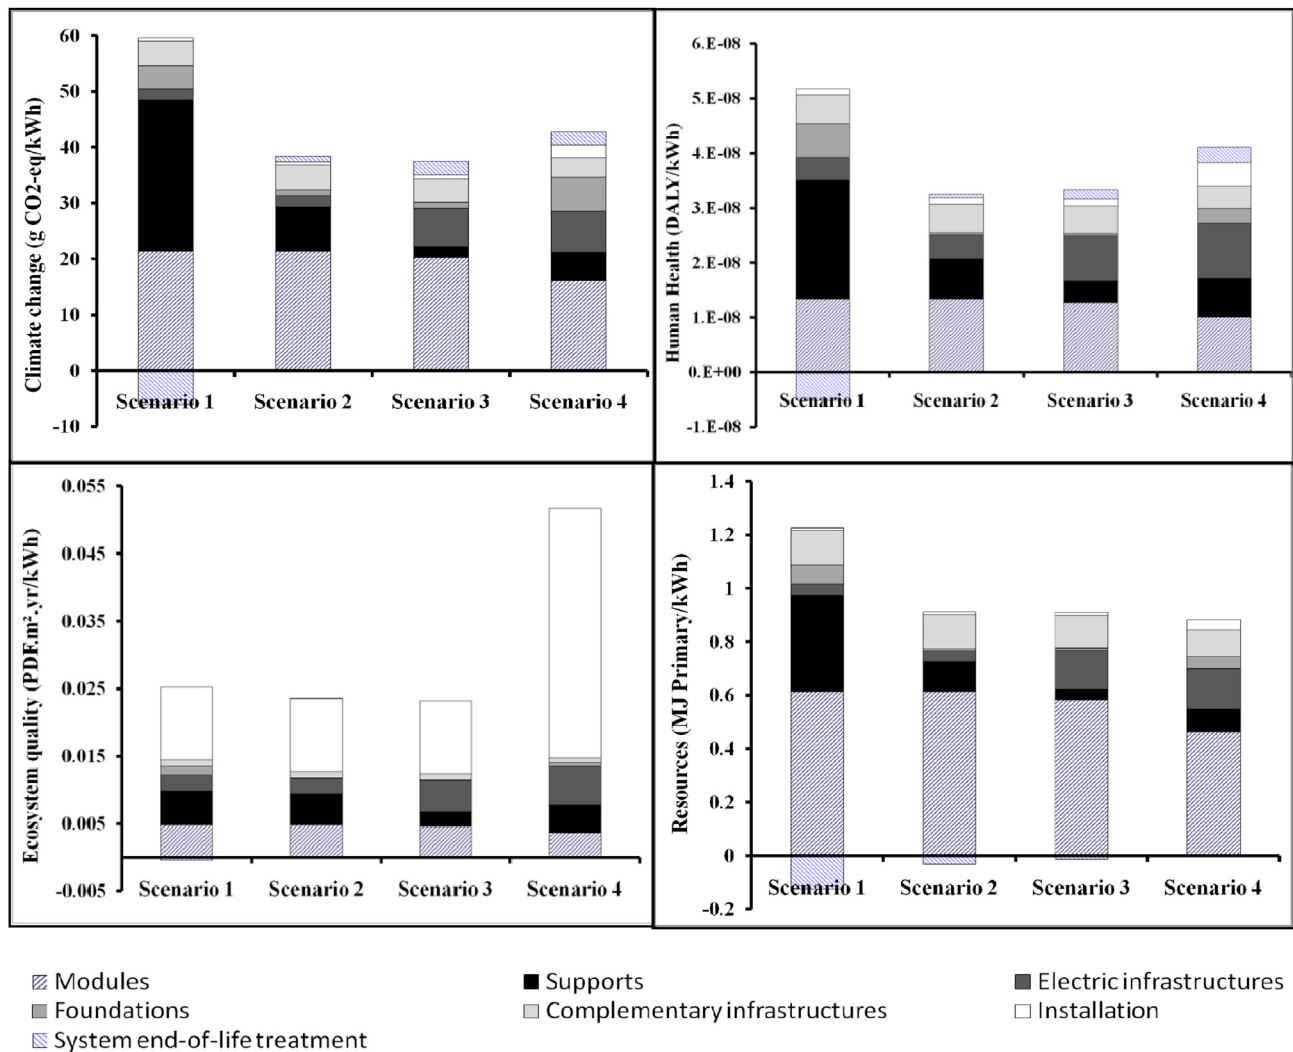 Climate change (g CO2-eq/kWh)
60
50
40
30
20
10
0
-10
Scenario 1 Scenario 2 Scenario 3 Scenario 4
Human Health (DALY/kWh)
6.E-08
5.E-08
4.E-08
3.E-08
2.E-08
1.E-08
0.E+00
-1.E-08
Scenario 1 Scenario 2 Scenario 3 Scenario 4
Ecosystem quality (PDF.m².yr/kWh)
0.055
0.045
0.035
0.025
0.015
0.005
-0.005
Scenario 1 Scenario 2 Scenario 3 Scenario 4
Resources (MJ Primary/kWh)
1.4
1.2
1
0.8
0.6
0.4
0.2
0
-0.2
Scenario 1 Scenario 2 Scenario 3 Scenario 4
Modules Supports Electric infrastructures
Foundations Complementary infrastructures Installation
System end-of-life treatment